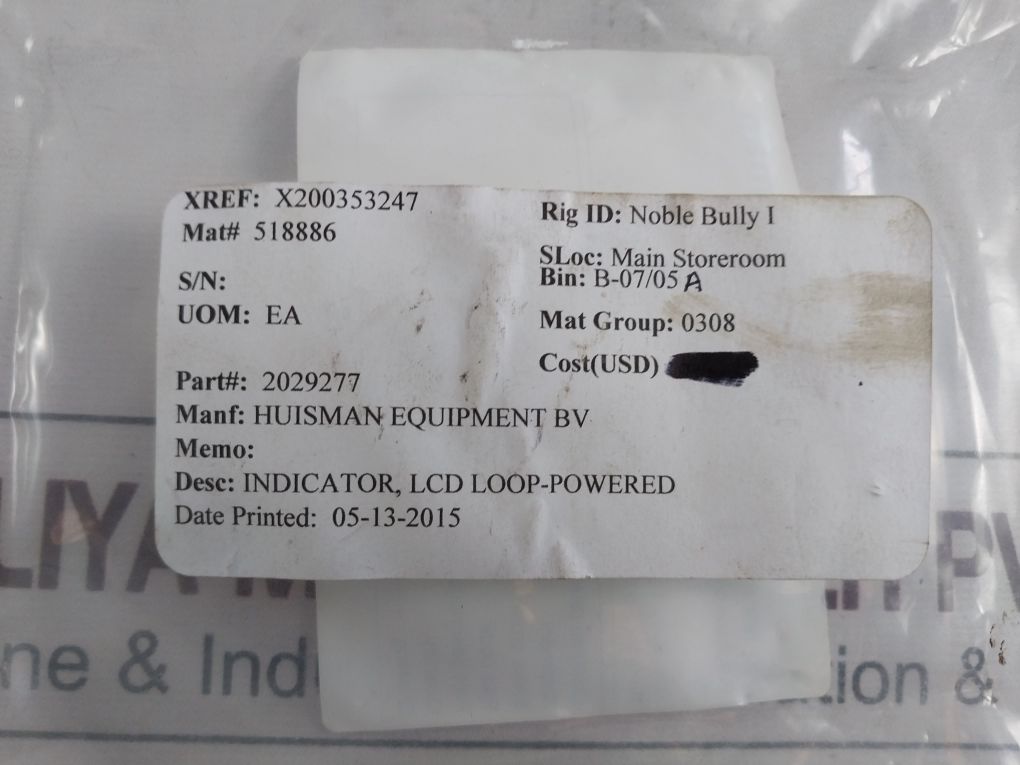 XREF: X200353247
Mat# 518886
S/N:
UOM: EA
Part#: 2029277
Manf: HUISMAN EQUIPMENT BV
Memo:
Desc: INDICATOR, LCD LOOP-POWERED
Date Printed: 05-13-2015
Rig ID: Noble Bully I
SLoc: Main Storeroom
Bin: B-07/05 A
Mat Group: 0308
Cost(USD)
LIYA M
ne & Ind
tion &